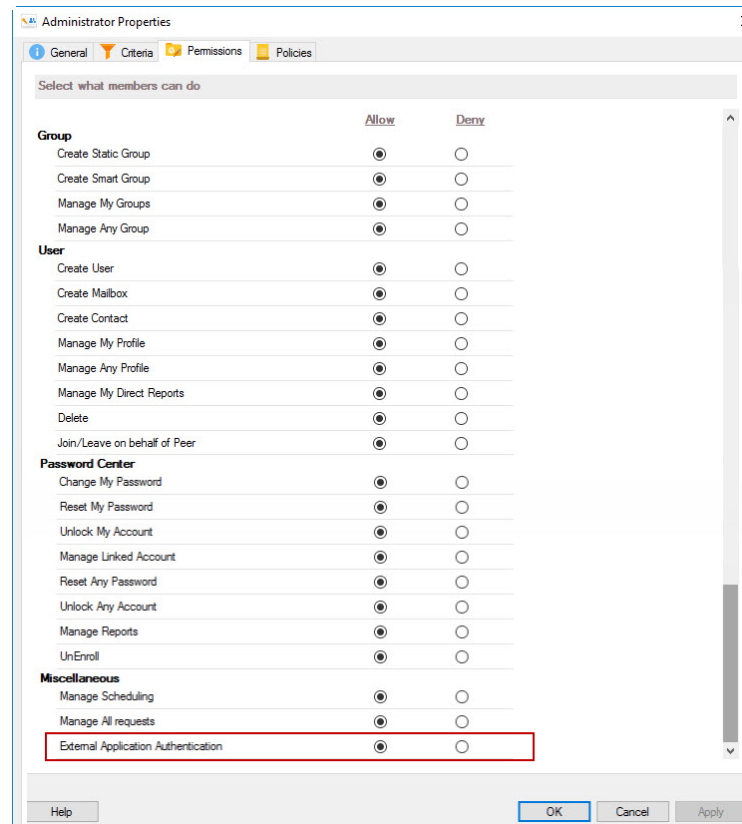 Administrator Properties
General Criteria Permissions Policies
Select what members can do
Allow Deny
Group
Create Static Group
Create Smart Group
Manage My Groups
Manage Any Group
User
Create User
Create Mailbox
Create Contact
Manage My Profile
Manage Any Profile
Manage My Direct Reports
Delete
Join/Leave on behalf of Peer
Password Center
Change My Password
Reset My Password
Unlock My Account
Manage Linked Account
Reset Any Password
Unlock Any Account
Manage Reports
UnEnroll
Miscellaneous
Manage Scheduling
Manage All requests
External Application Authentication
Help OK Cancel Apply